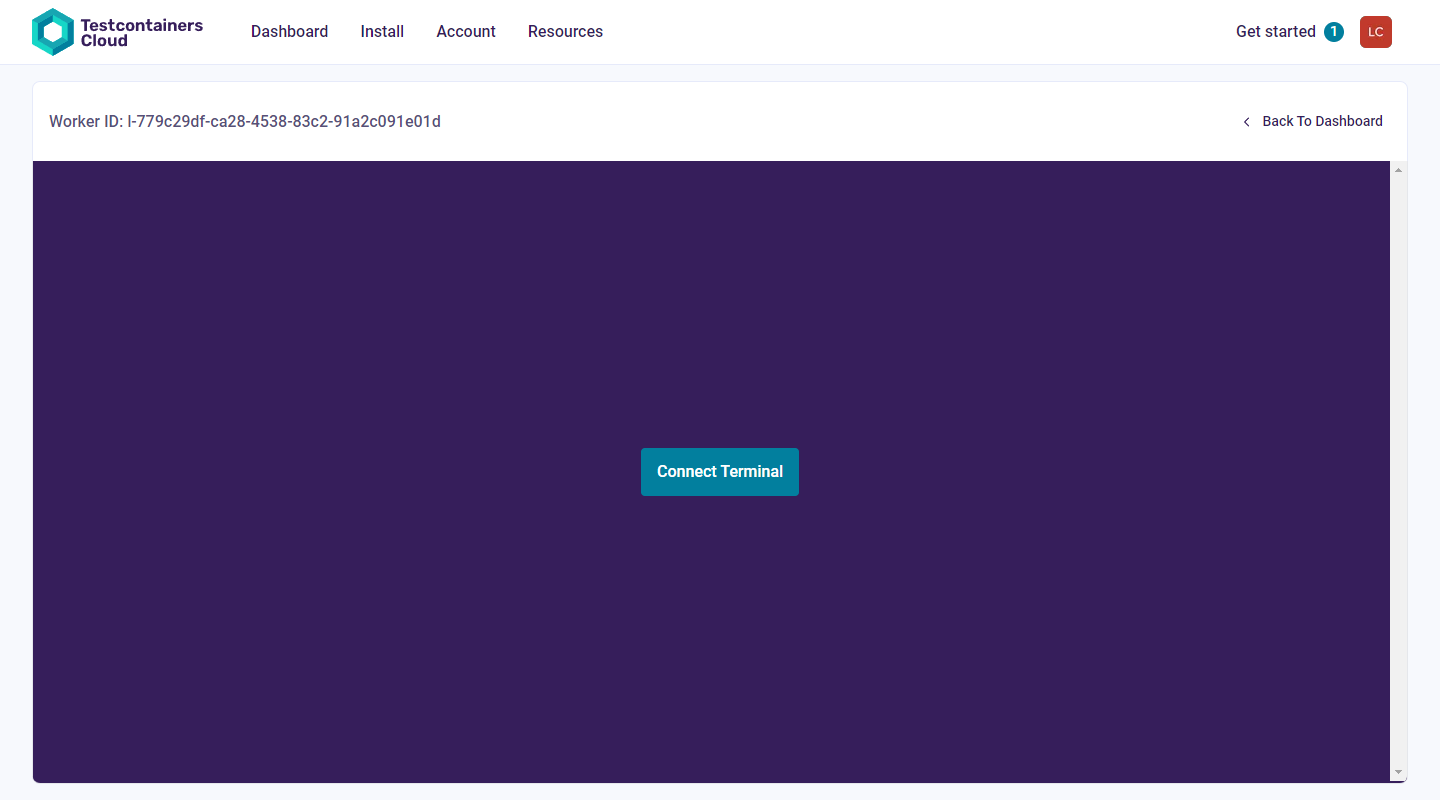 Testcontainers
Cloud
Dashboard Install Account Resources
Get started 1 LC
Worker ID: l-779c29df-ca28-4538-83c2-91a2c091e01d
Back To Dashboard
Connect Terminal